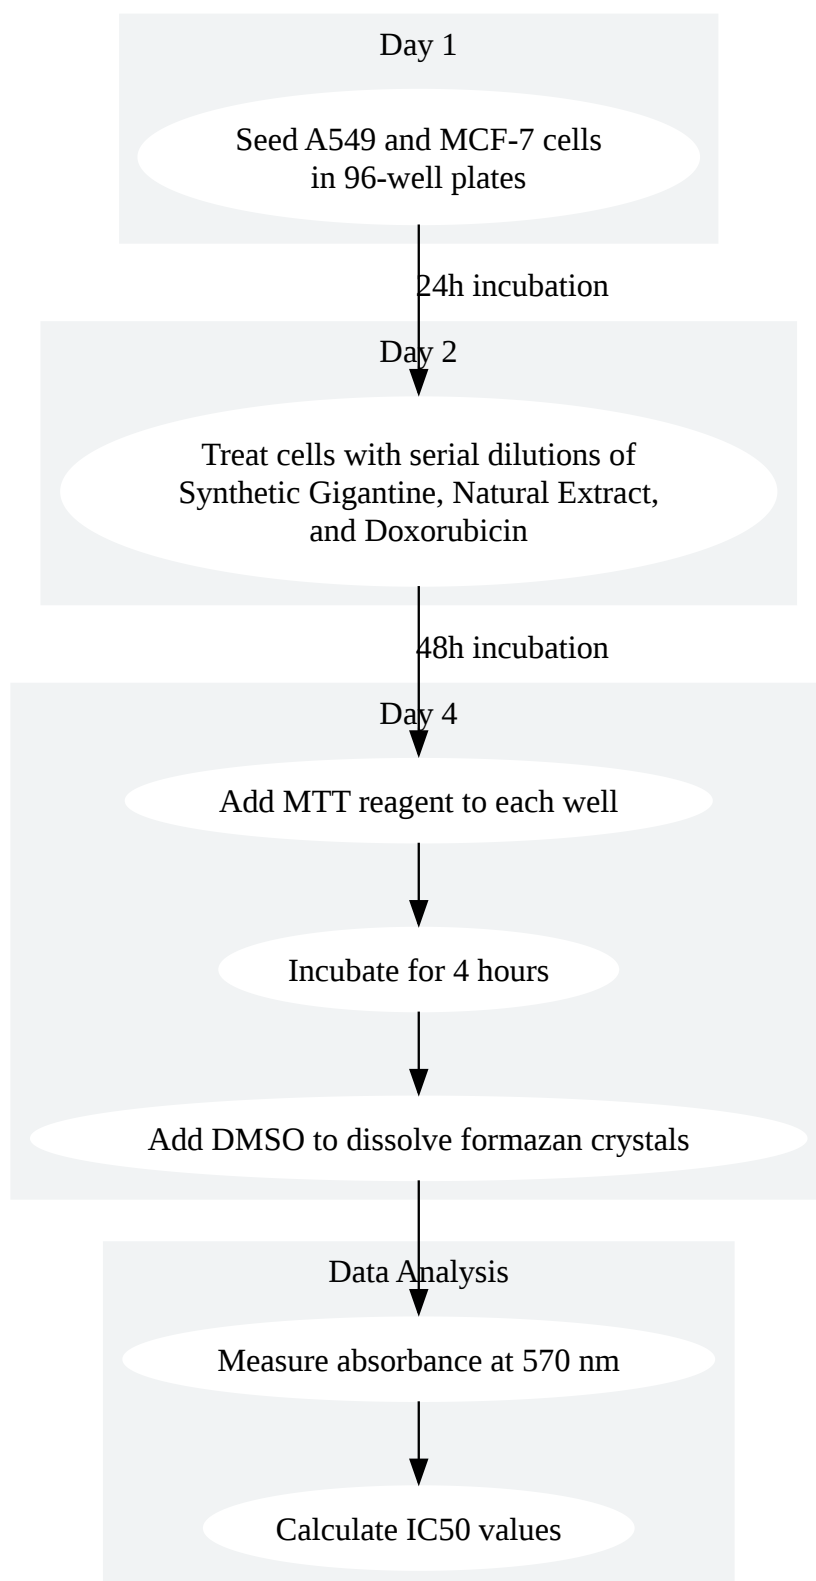 Day 1
Seed A549 and MCF-7 cells
in 96-well plates
24h incubation
Day 2
Treat cells with serial dilutions of
Synthetic Gigantine, Natural Extract,
and Doxorubicin
48h incubation
Day 4
Add MTT reagent to each well
Incubate for 4 hours
Add DMSO to dissolve formazan crystals
Data Analysis
Measure absorbance at 570 nm
Calculate IC50 values